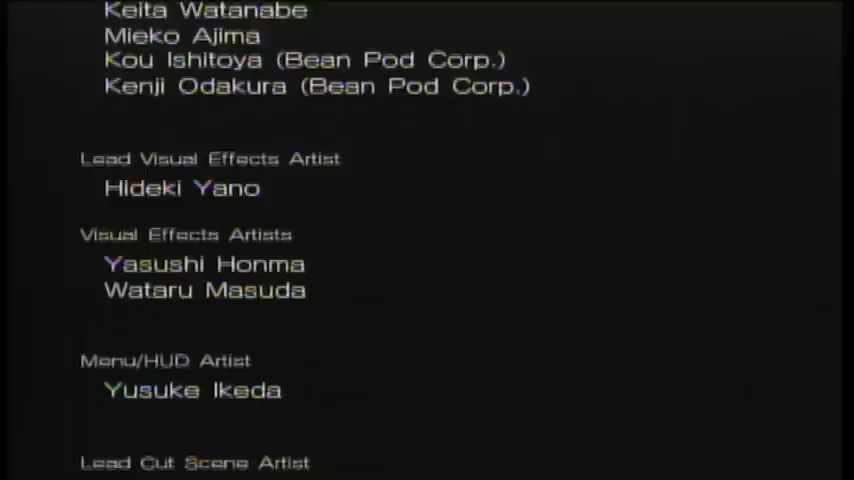 Keita Watanabe
Mieko Ajima
Kou Ishitoya (Bean Pod Corp.)
Kenji Odakura (Bean Pod Corp.)
Lead Visual Effects Artist
Hideki Yano
Visual Effects Artists
Yasushi Honma
Wataru Masuda
Menu/HUD Artist
Yusuke Ikeda
Lead Cut Scene Artist